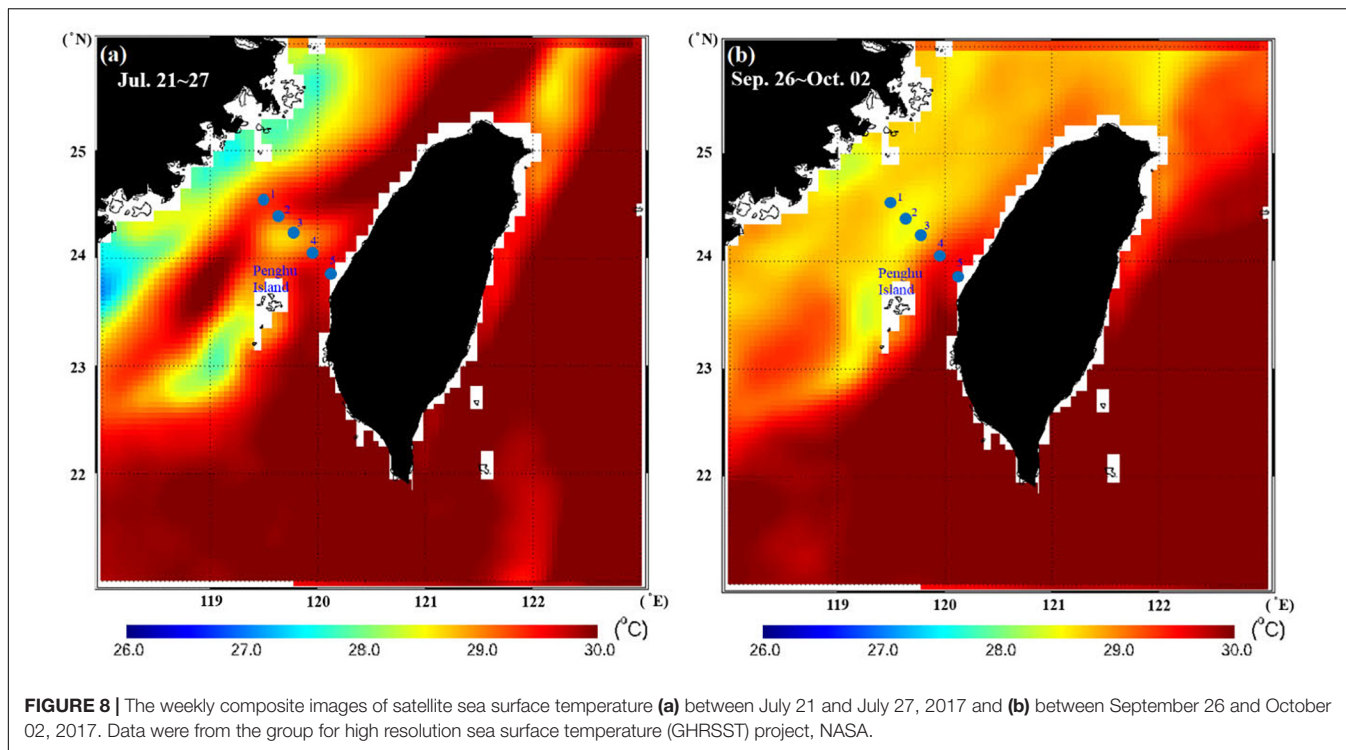 (°N)
(a)
Jul. 21~27
25
24
23
22
1
2
3
4
5
Penghu
Island
119
120
121
122
(°E)
26.0
27.0
28.0
29.0
30.0
(°C)
(°N)
(b)
Sep. 26~Oct. 02
25
24
23
22
1
2
3
4
5
Penghu
Island
119
120
121
122
(°E)
26.0
27.0
28.0
29.0
30.0
(°C)
FIGURE 8 | The weekly composite images of satellite sea surface temperature (a) between July 21 and July 27, 2017 and (b) between September 26 and October
02, 2017. Data were from the group for high resolution sea surface temperature (GHRSST) project, NASA.